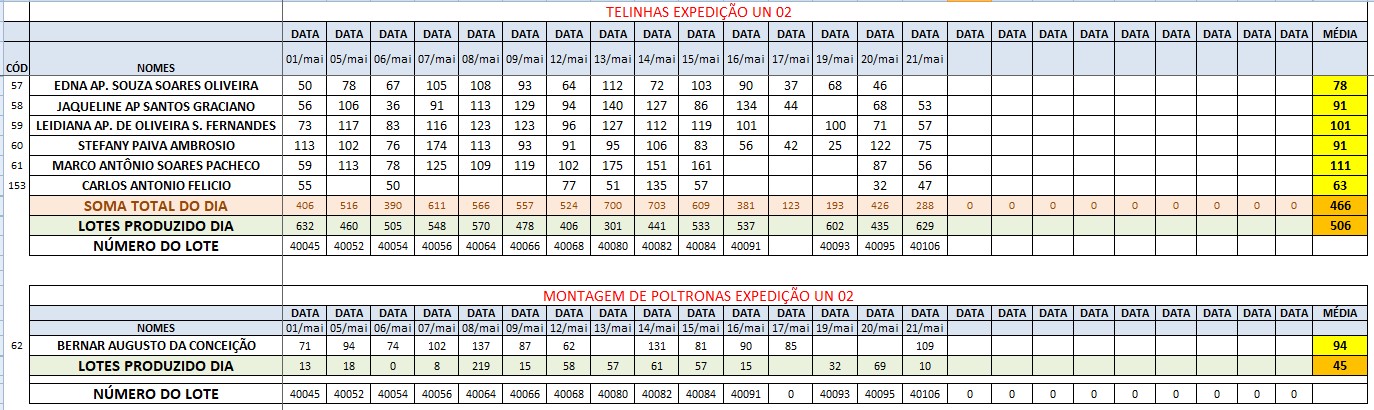 TELINHAS EXPEDIÇÃO UN 02
DATA DATA DATA DATA DATA DATA DATA DATA DATA DATA DATA DATA DATA DATA DATA DATA DATA DATA DATA DATA DATA DATA DATA DATA MÉDIA
CÓD NOMES 01/mai 05/mai 06/mai 07/mai 08/mai 09/mai 12/mai 13/mai 14/mai 15/mai 16/mai 17/mai 19/mai 20/mai 21/mai
57 EDNA AP. SOUZA SOARES OLIVEIRA 50 78 67 105 108 93 64 112 72 103 90 37 68 46 78
58 JAQUELINE AP SANTOS GRACIANO 56 106 36 91 113 129 94 140 127 86 134 44 68 53 91
59 LEIDIANA AP. DE OLIVEIRA S. FERNANDES 73 117 83 116 123 123 96 127 112 119 101 100 71 57 101
60 STEFANY PAIVA AMBROSIO 113 102 76 174 113 93 91 95 106 83 56 42 25 122 75 91
61 MARCO ANTÔNIO SOARES PACHECO 59 113 78 125 109 119 102 175 151 161 87 56 111
153 CARLOS ANTONIO FELICIO 55 50 77 51 135 57 32 47 63
SOMA TOTAL DO DIA 406 516 390 611 566 557 524 700 703 609 381 123 193 426 288 0 0 0 0 0 0 0 0 0 466
LOTES PRODUZIDO DIA 632 460 505 548 570 478 406 301 441 533 537 602 435 629 506
NÚMERO DO LOTE 40045 40052 40054 40056 40064 40066 40068 40080 40082 40084 40091 40093 40095 40106
MONTAGEM DE POLTRONAS EXPEDIÇÃO UN 02
DATA DATA DATA DATA DATA DATA DATA DATA DATA DATA DATA DATA DATA DATA DATA DATA DATA DATA DATA DATA DATA DATA DATA DATA MÉDIA
NOMES 01/mai 05/mai 06/mai 07/mai 08/mai 09/mai 12/mai 13/mai 14/mai 15/mai 16/mai 17/mai 19/mai 20/mai 21/mai
62 BERNAR AUGUSTO DA CONCEIÇÃO 71 94 74 102 137 87 62 131 81 90 85 109 94
LOTES PRODUZIDO DIA 13 18 0 8 219 15 58 57 61 57 15 32 69 10 45
NÚMERO DO LOTE 40045 40052 40054 40056 40064 40066 40068 40080 40082 40084 40091 0 40093 40095 40106 0 0 0 0 0 0 0 0 0